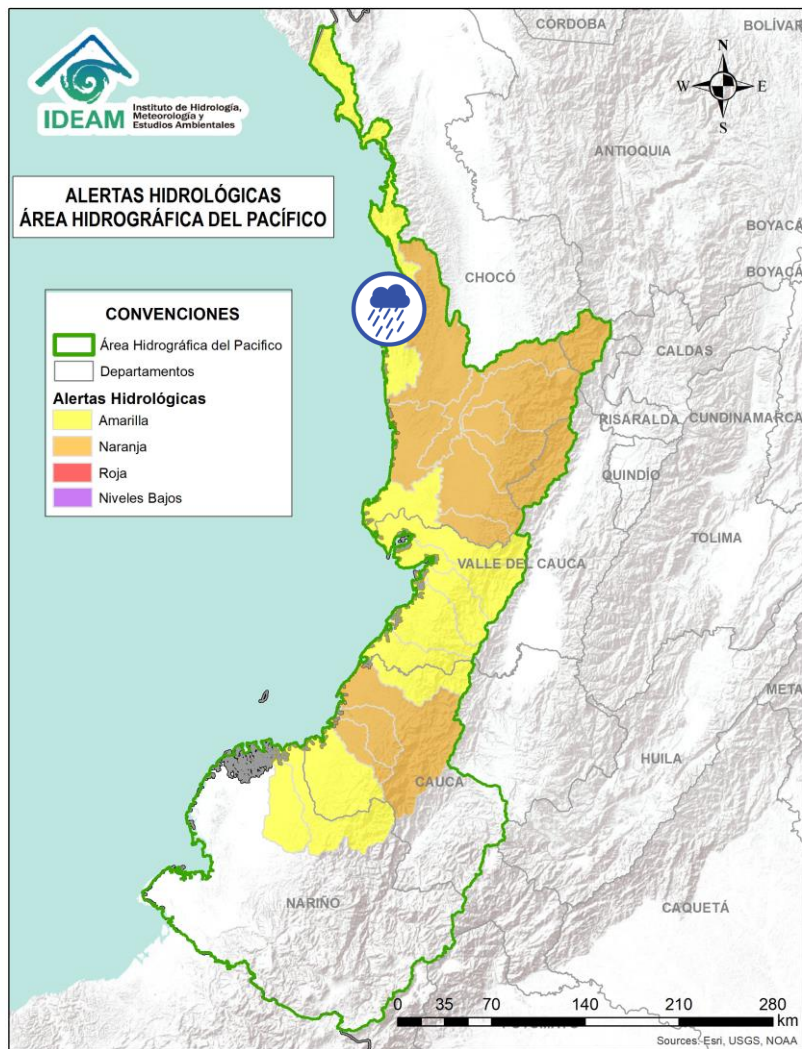 CÓRDOBA
BOLÍVAR
IDEAM
Instituto de Hidrología,
Meteorología y
Estudios Ambientales
N
W E
S
ANTIOQUIA
ALERTAS HIDROLÓGICAS
ÁREA HIDROGRÁFICA DEL PACÍFICO
BOYACÁ
CHOCÓ
BOYACÁ
CONVENCIONES
Área Hidrográfica del Pacifico
Departamentos
Alertas Hidrológicas
Amarilla
Naranja
Roja
Niveles Bajos
CALDAS
RISARALDA
CUNDINAMARCA
QUINDÍO
TOLIMA
VALLE DEL CAUCA
META
HUILA
CAUCA
NARIÑO
CAQUETÁ
0 35 70 140 210 280
km
Sources: Esri, USGS, NOAA